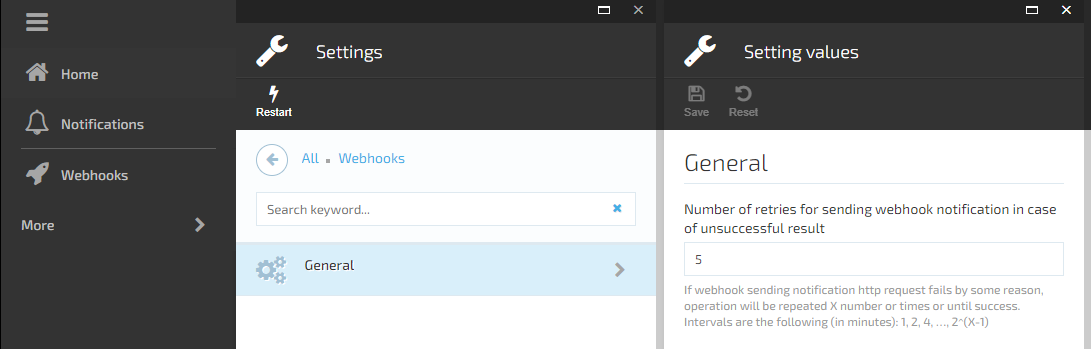 Home
Notifications
Webhooks
More
Settings
Restart
All Webhooks
Search keyword...
General
Setting values
Save Reset
General
Number of retries for sending webhook notification in case
of unsuccessful result
5
If webhook sending notification http request fails by some reason,
operation will be repeated X number or times or until success.
Intervals are the following (in minutes): 1, 2, 4, ..., 2^(X-1)